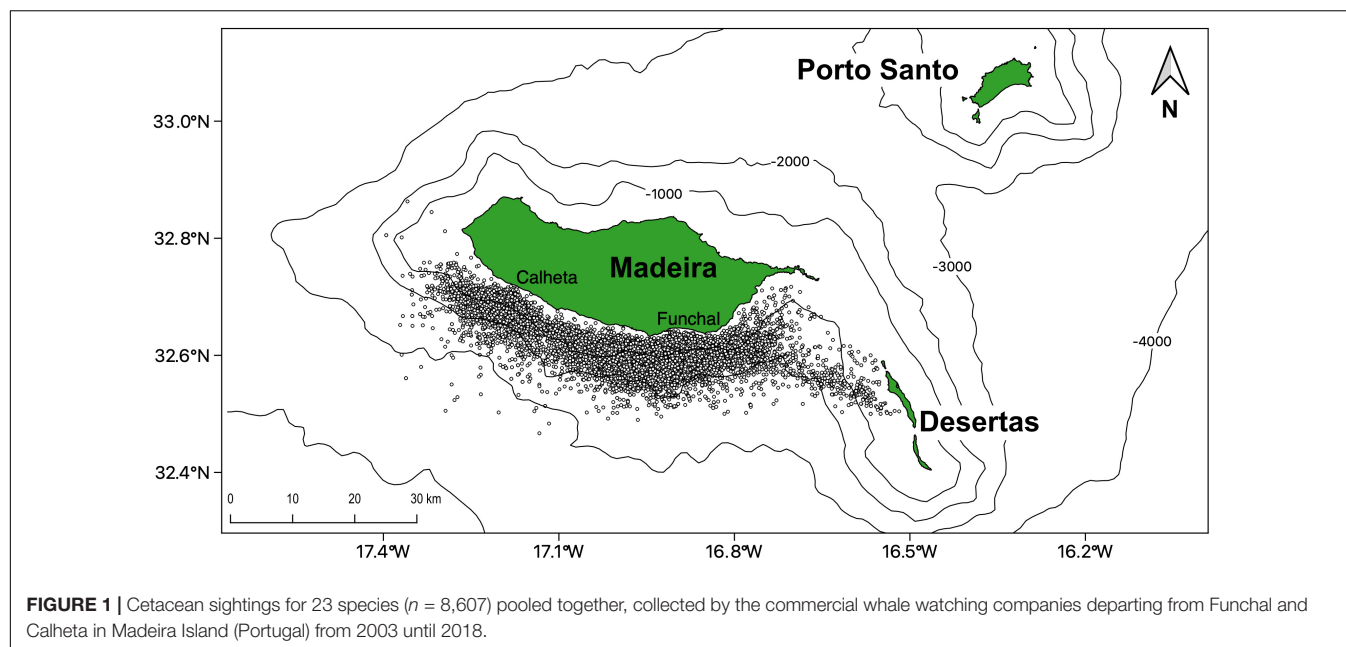 Porto Santo
N
33.0°N
-2000
-1000
32.8°N
Calheta
Madeira
-3000
Funchal
-4000
32.6°N
Desertas
32.4°N
0 10 20 30 km
17.4°W 17.1°W 16.8°W 16.5°W 16.2°W
FIGURE 1 | Cetacean sightings for 23 species (n = 8,607) pooled together, collected by the commercial whale watching companies departing from Funchal and
Calheta in Madeira Island (Portugal) from 2003 until 2018.